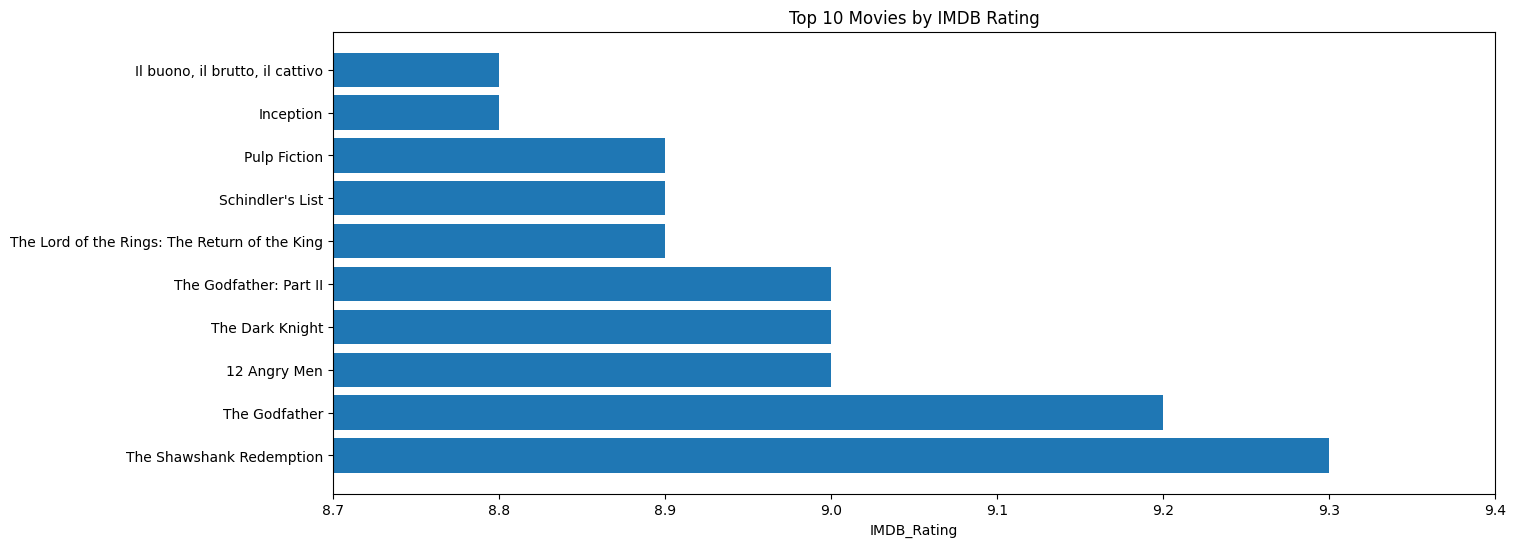 Top 10 Movies by IMDB Rating
Il buono, il brutto, il cattivo
Inception
Pulp Fiction
Schindler's List
The Lord of the Rings: The Return of the King
The Godfather: Part II
The Dark Knight
12 Angry Men
The Godfather
The Shawshank Redemption
8.7 8.8 8.9 9.0 9.1 9.2 9.3 9.4
IMDB_Rating